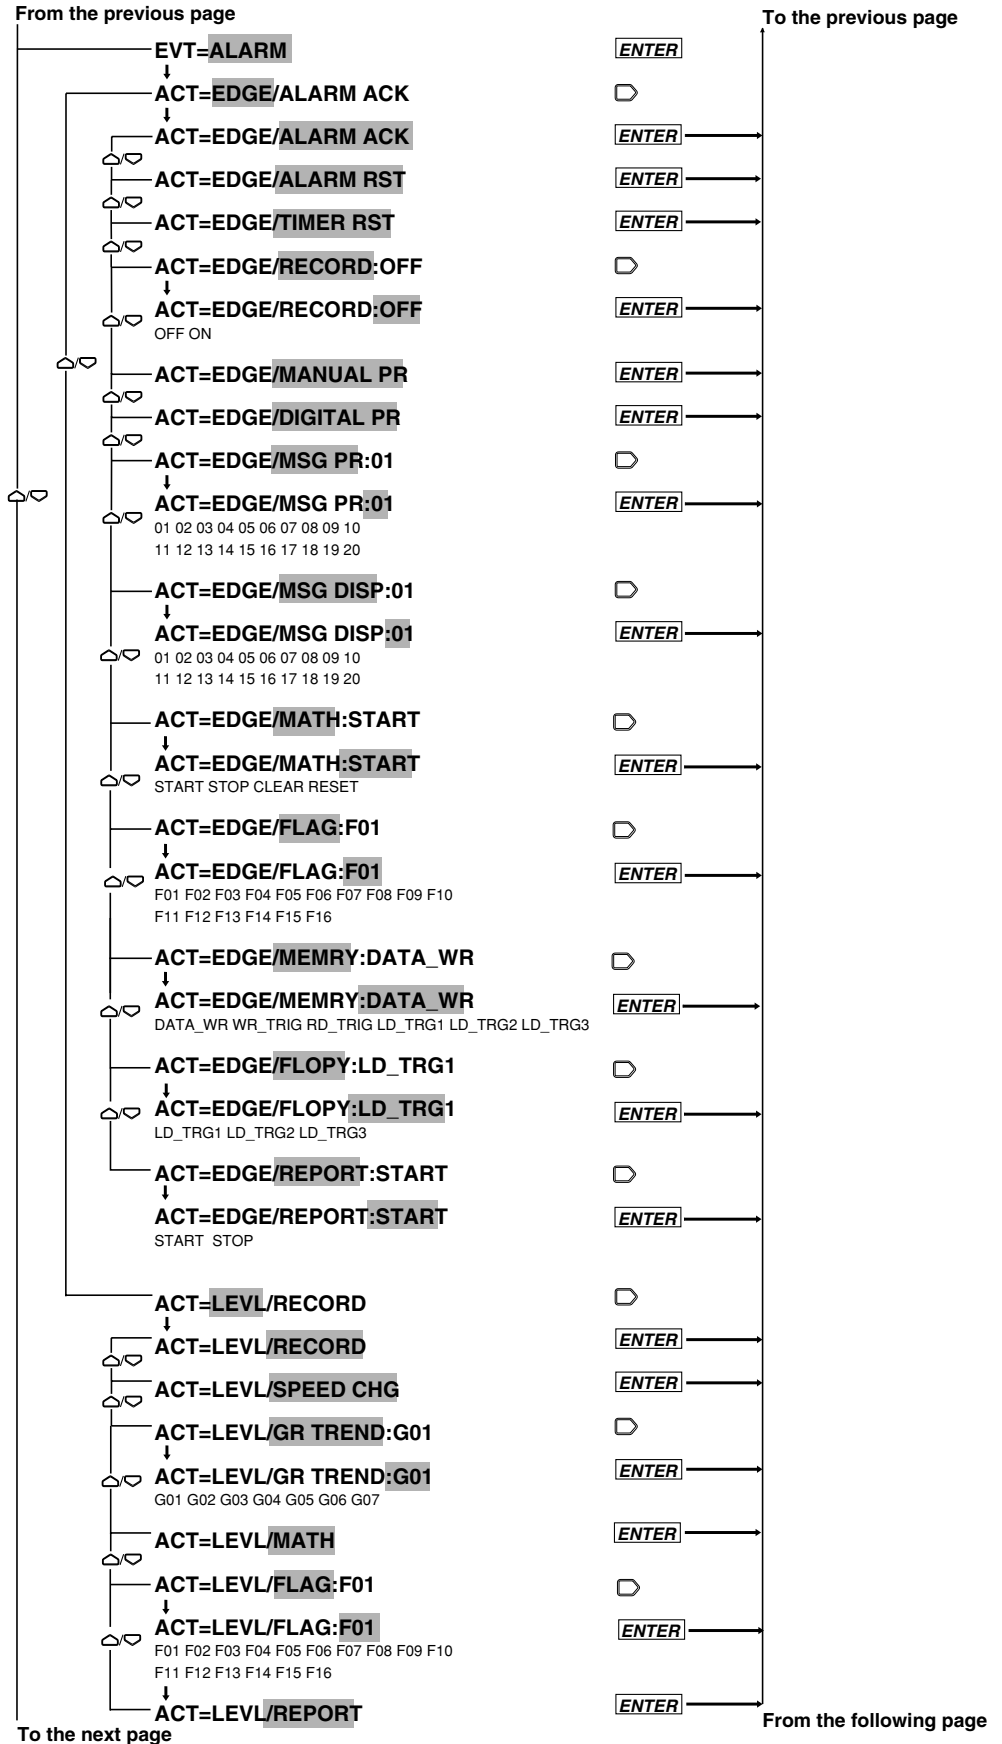 From the previous page
To the previous page
EVT=ALARM ENTER
ACT=EDGE/ALARM ACK
ACT=EDGE/ALARM ACK ENTER
ACT=EDGE/ALARM RST ENTER
ACT=EDGE/TIMER RST ENTER
ACT=EDGE/RECORD:OFF
ACT=EDGE/RECORD:OFF ENTER
OFF ON
ACT=EDGE/MANUAL PR ENTER
ACT=EDGE/DIGITAL PR ENTER
ACT=EDGE/MSG PR:01
ACT=EDGE/MSG PR:01 ENTER
01 02 03 04 05 06 07 08 09 10
11 12 13 14 15 16 17 18 19 20
ACT=EDGE/MSG DISP:01
ACT=EDGE/MSG DISP:01 ENTER
01 02 03 04 05 06 07 08 09 10
11 12 13 14 15 16 17 18 19 20
ACT=EDGE/MATH:START
ACT=EDGE/MATH:START ENTER
START STOP CLEAR RESET
ACT=EDGE/FLAG:F01
ACT=EDGE/FLAG:F01 ENTER
F01 F02 F03 F04 F05 F06 F07 F08 F09 F10
F11 F12 F13 F14 F15 F16
ACT=EDGE/MEMRY:DATA_WR
ACT=EDGE/MEMRY:DATA_WR ENTER
DATA_WR WR_TRIG RD_TRIG LD_TRG1 LD_TRG2 LD_TRG3
ACT=EDGE/FLOPY:LD_TRG1
ACT=EDGE/FLOPY:LD_TRG1 ENTER
LD_TRG1 LD_TRG2 LD_TRG3
ACT=EDGE/REPORT:START
ACT=EDGE/REPORT:START ENTER
START STOP
ACT=LEVL/RECORD
ACT=LEVL/RECORD ENTER
ACT=LEVL/SPEED CHG ENTER
ACT=LEVL/GR TREND:G01
ACT=LEVL/GR TREND:G01 ENTER
G01 G02 G03 G04 G05 G06 G07
ACT=LEVL/MATH ENTER
ACT=LEVL/FLAG:F01
ACT=LEVL/FLAG:F01 ENTER
F01 F02 F03 F04 F05 F06 F07 F08 F09 F10
F11 F12 F13 F14 F15 F16
ACT=LEVL/REPORT ENTER
To the next page
From the following page